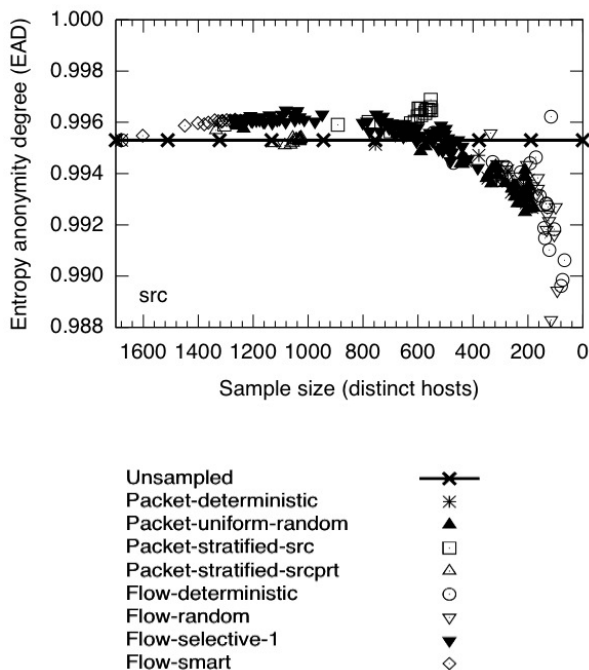 1.000
0.998
0.996
0.994
0.992
0.990
0.988
Entropy anonymity degree (EAD)
src
1600 1400 1200 1000 800 600 400 200 0
Sample size (distinct hosts)
Unsampled
Packet-deterministic
Packet-uniform-random
Packet-stratified-src
Packet-stratified-srcprt
Flow-deterministic
Flow-random
Flow-selective-1
Flow-smart